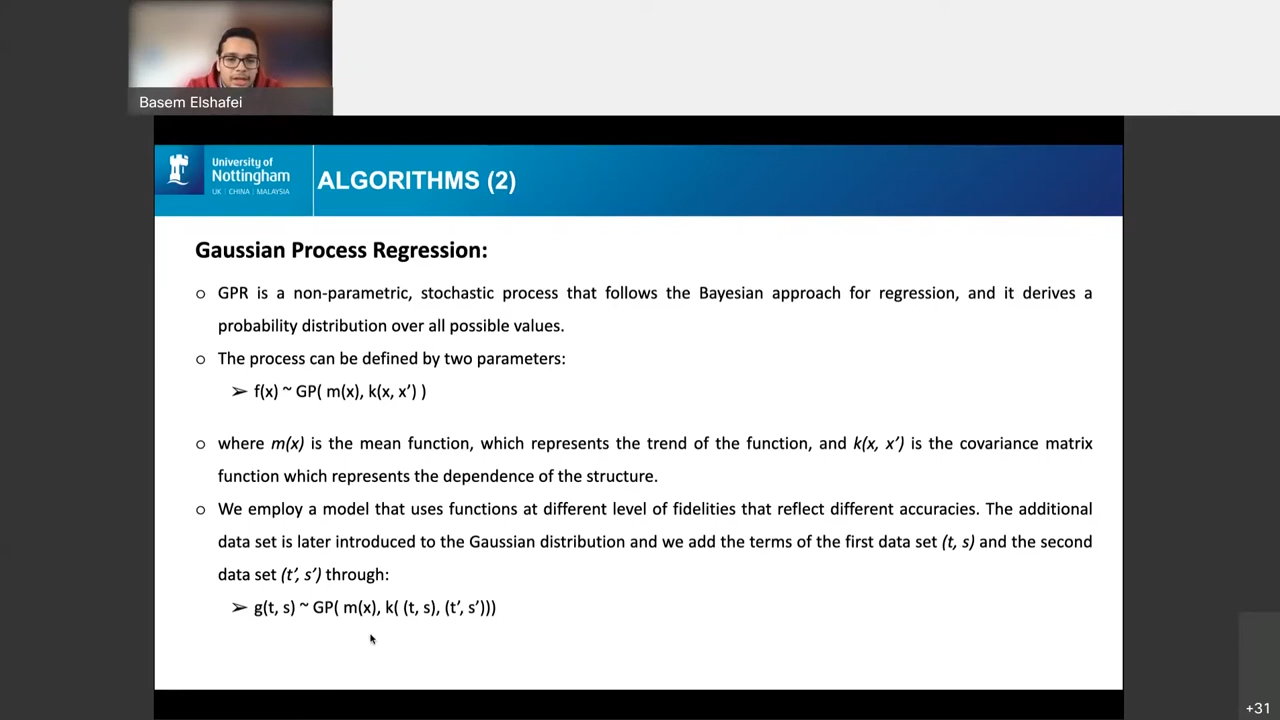 Basem Elshafei
University of
Nottingham
UK | CHINA | MALAYSIA
ALGORITHMS (2)
Gaussian Process Regression:
○ GPR is a non-parametric, stochastic process that follows the Bayesian approach for regression, and it derives a
probability distribution over all possible values.
○ The process can be defined by two parameters:
➢ f(x) ~ GP( m(x), k(x, x’) )
○ where m(x) is the mean function, which represents the trend of the function, and k(x, x’) is the covariance matrix
function which represents the dependence of the structure.
○ We employ a model that uses functions at different level of fidelities that reflect different accuracies. The additional
data set is later introduced to the Gaussian distribution and we add the terms of the first data set (t, s) and the second
data set (t’, s’) through:
➢ g(t, s) ~ GP( m(x), k( (t, s), (t’, s’)))
+31